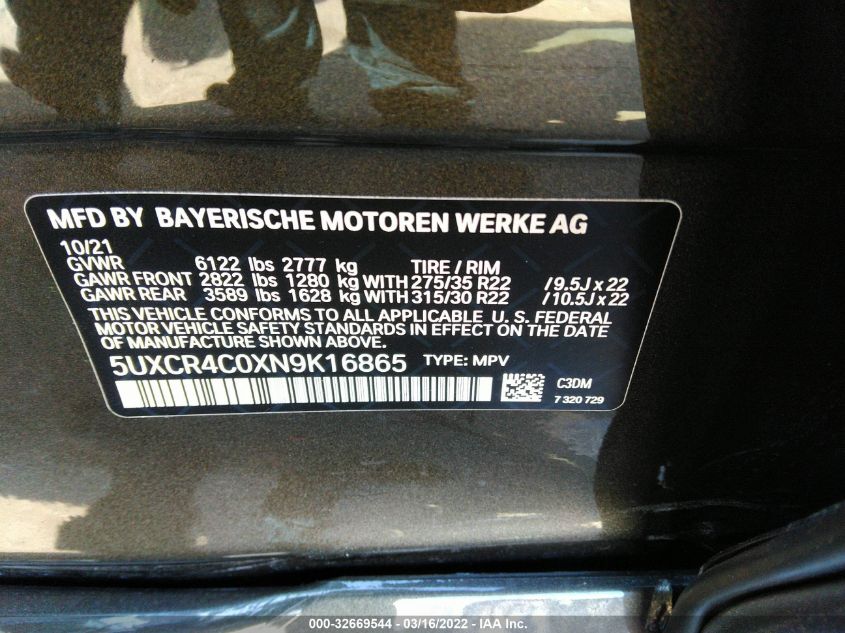 MFD BY BAYERISCHE MOTOREN WERKE AG
10/21
GVWR 6122 lbs 2777 kg TIRE / RIM
GAWR FRONT 2822 lbs 1280 kg WITH 275/35 R22 / 9.5J x 22
GAWR REAR 3589 lbs 1628 kg WITH 315/30 R22 / 10.5J x 22
THIS VEHICLE CONFORMS TO ALL APPLICABLE U. S. FEDERAL
MOTOR VEHICLE SAFETY STANDARDS IN EFFECT ON THE DATE
OF MANUFACTURE SHOWN ABOVE.
5UXCR4C0XN9K16865 TYPE: MPV
C3DM
7 320 729
000-32669544 - 03/16/2022 - IAA Inc.